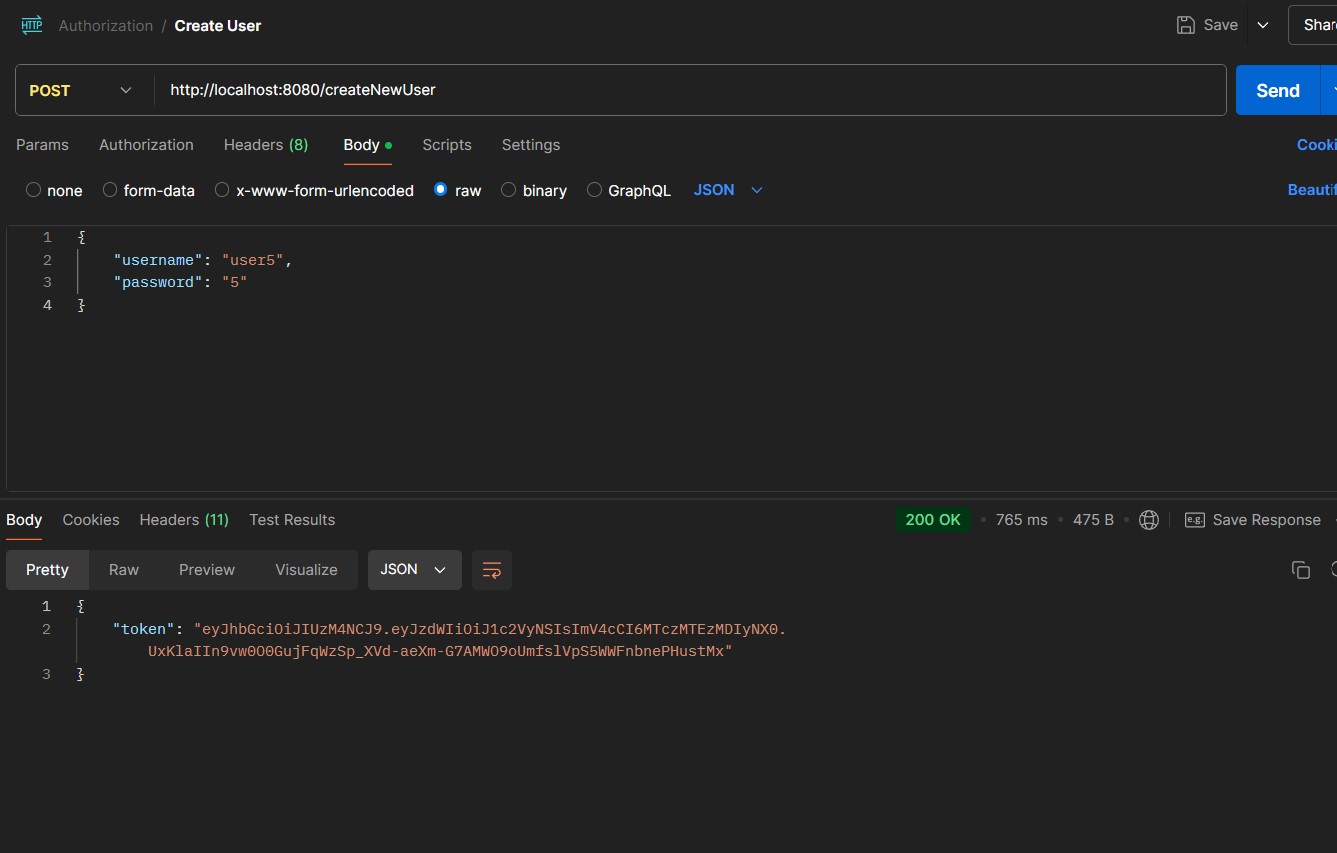 HTTP Authorization / Create User Save
POST http://localhost:8080/createNewUser Send
Params Authorization Headers (8) Body Scripts Settings
none form-data x-www-form-urlencoded raw binary GraphQL JSON
1 {
2 "username": "user5",
3 "password": "5"
4 }
Body Cookies Headers (11) Test Results 200 OK 765 ms 475 B e.g. Save Response
Pretty Raw Preview Visualize JSON
1 {
2 "token": "eyJhbGciOiJIUzM4NCJ9.eyJzdWIiOiJ1c2VyNSIsImV4cCI6MTczMTEzMDIyNX0.
UxKlaIIn9vw0O0GujFqWzSp_XVd-aeXm-G7AMWO9oUmfslVpS5WWFnbnePHustMx"
3 }